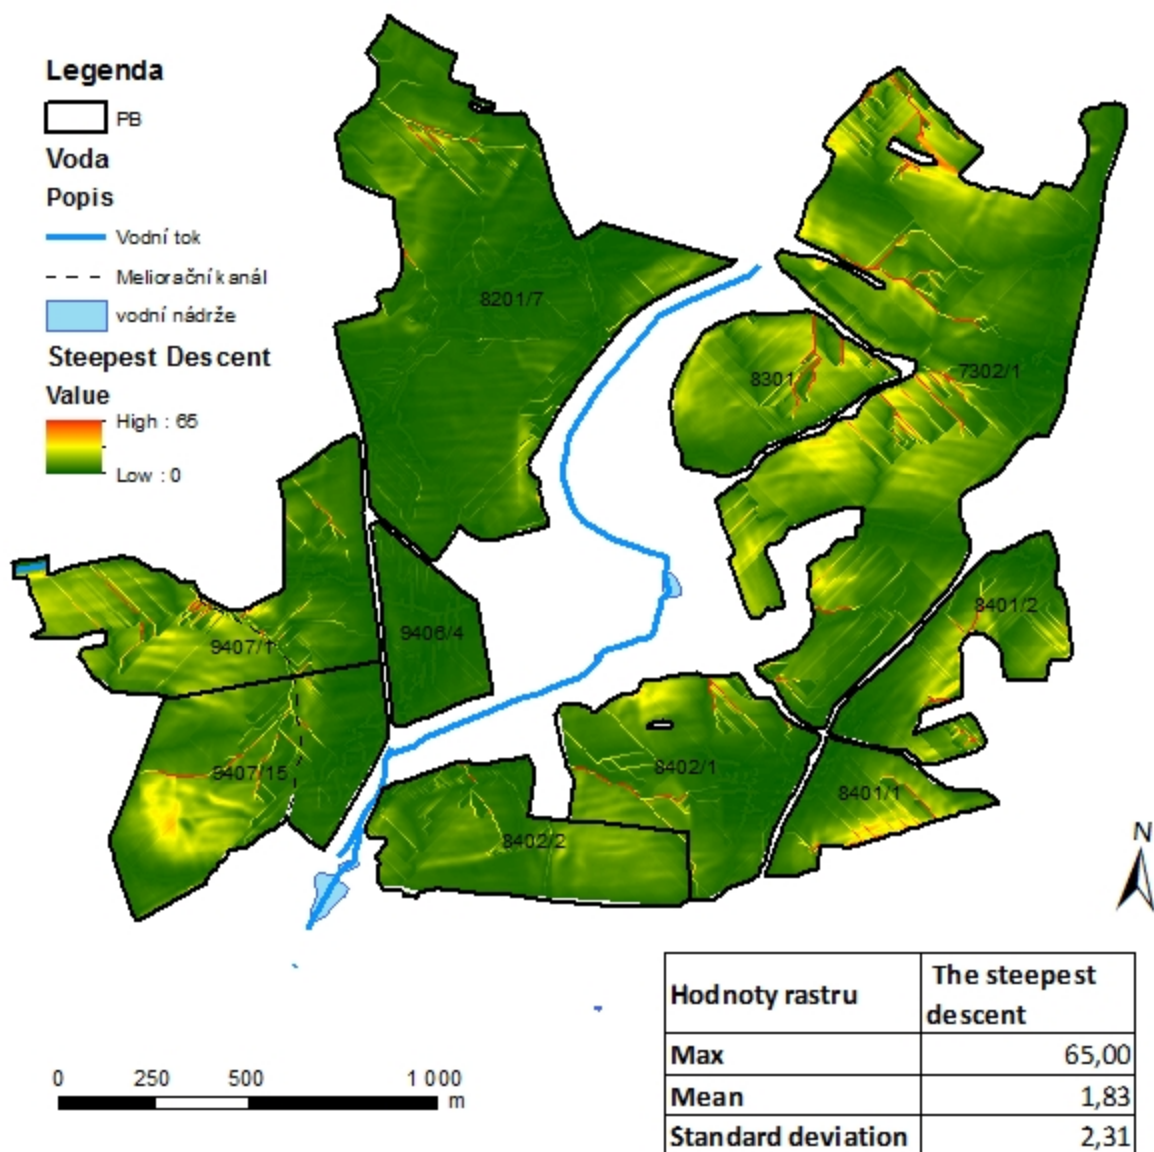 Legenda
PB
Voda
Popis
Vodní tok
Meliorační kanál
vodní nádrže
Steepest Descent
Value
High : 65
Low : 0
8201/7
8301
7302/1
8401/2
9406/4
9407/1
9407/15
8402/1
8401/1
8402/2
N
0 250 500 1 000
m
Hodnoty rastru The steepest
descent
Max 65,00
Mean 1,83
Standard deviation 2,31